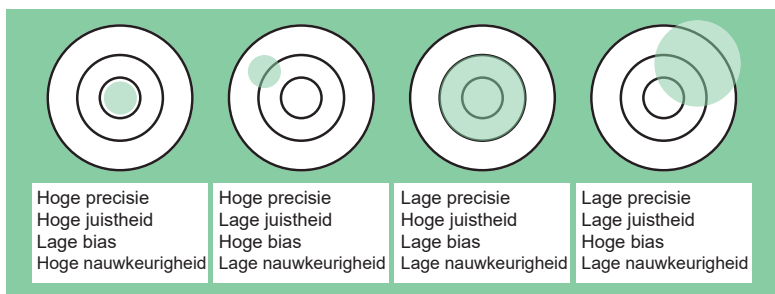 Hoge precisie
Hoge juistheid
Lage bias
Hoge nauwkeurigheid
Hoge precisie
Lage juistheid
Hoge bias
Lage nauwkeurigheid
Lage precisie
Hoge juistheid
Lage bias
Lage nauwkeurigheid
Lage precisie
Lage juistheid
Hoge bias
Lage nauwkeurigheid